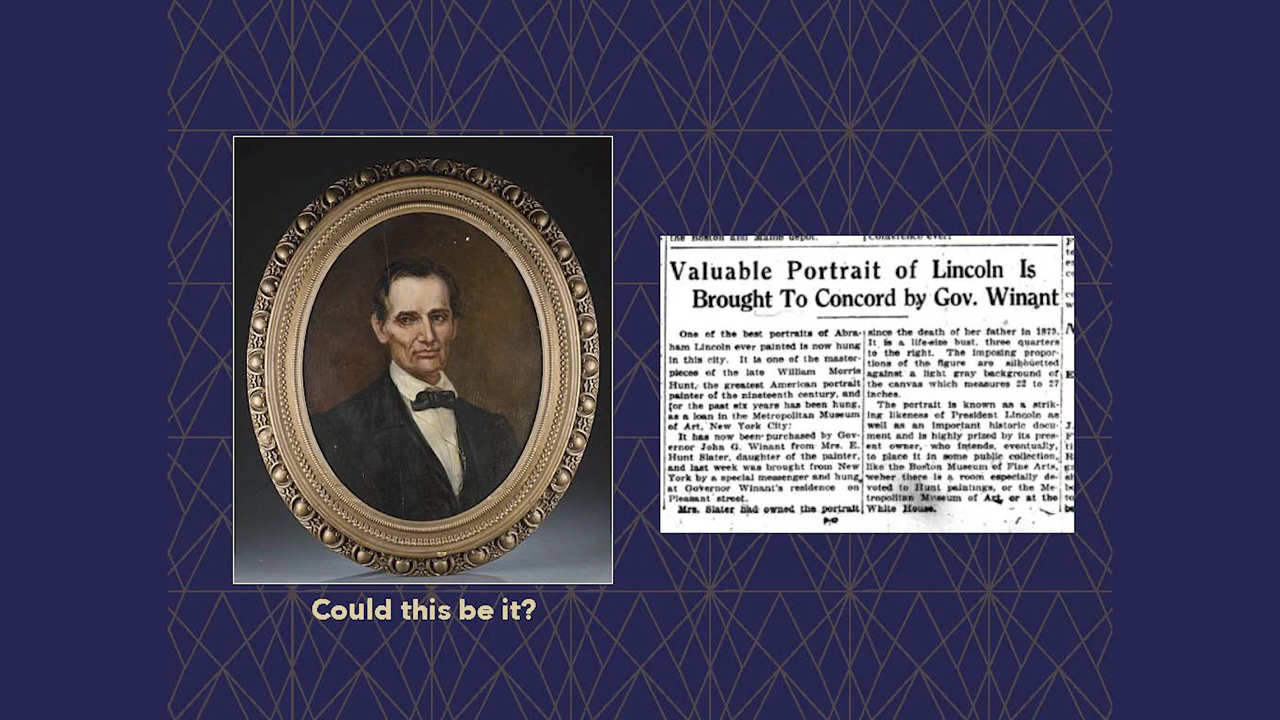 the Boston and Maine depot.
Conference ever.
Valuable Portrait of Lincoln Is
Brought To Concord by Gov. Winant
One of the best portraits of Abra-
ham Lincoln ever painted is now hung
in this city. It is one of the master-
pieces of the late William Morris
Hunt, the greatest American portrait
painter of the nineteenth century, and
for the past six years has been hung,
as a loan in the Metropolitan Museum
of Art, New York City.
It has now been purchased by Gov-
ernor John G. Winant from Mrs. E.
Hunt Slater, daughter of the painter,
and last week was brought from New
York by a special messenger and hung
at Governor Winant's residence on
Pleasant street.
Mrs. Slater had owned the portrait
since the death of her father in 1879.
It is a life-size bust, three quarters
to the right. The imposing propor-
tions of the figure are silhouetted
against a light gray background of
the canvas which measures 22 to 27
inches.
The portrait is known as a strik-
ing likeness of President Lincoln as
well as an important historic docu-
ment and is highly prized by its pres-
ent owner, who intends, eventually,
to place it in some public collection,
like the Boston Museum of Fine Arts,
weher there is a room especially de-
voted to Hunt paintings, or the Me-
tropolitan Museum of Art, or at the
White House.
Could this be it?